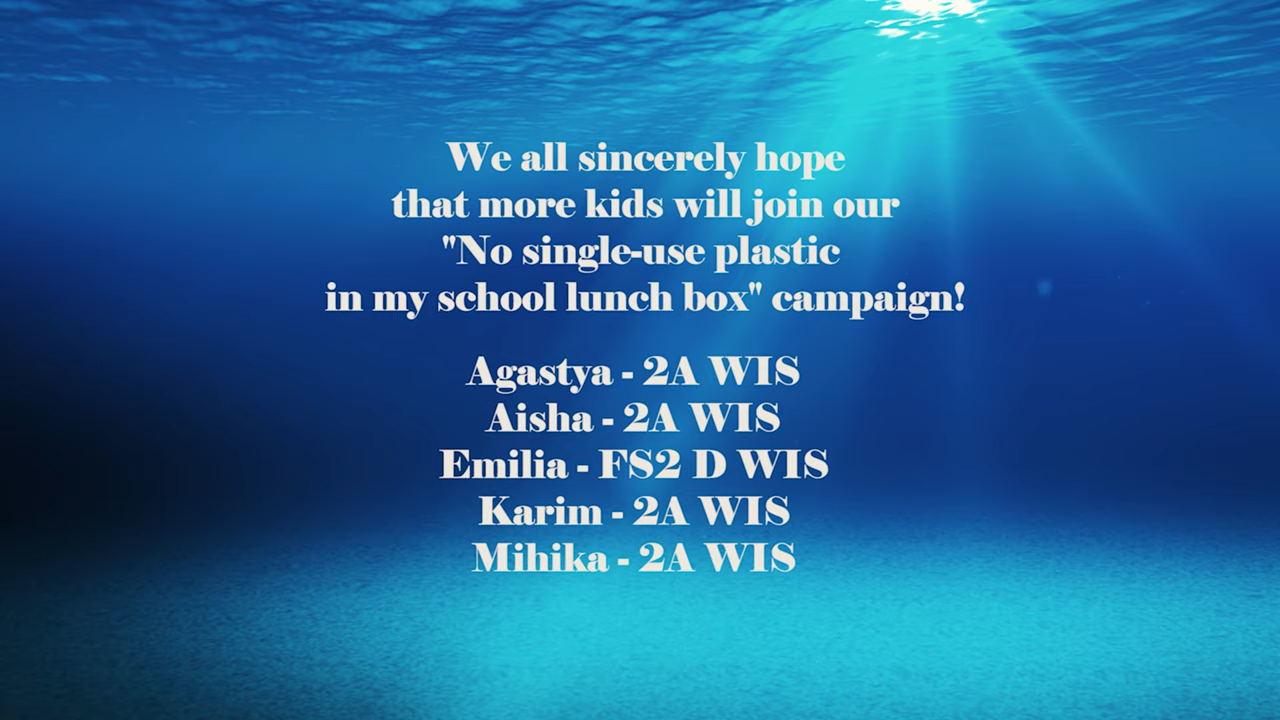 We all sincerely hope
that more kids will join our
"No single-use plastic
in my school lunch box" campaign!
Agastya - 2A WIS
Aisha - 2A WIS
Emilia - FS2 D WIS
Karim - 2A WIS
Mihika - 2A WIS